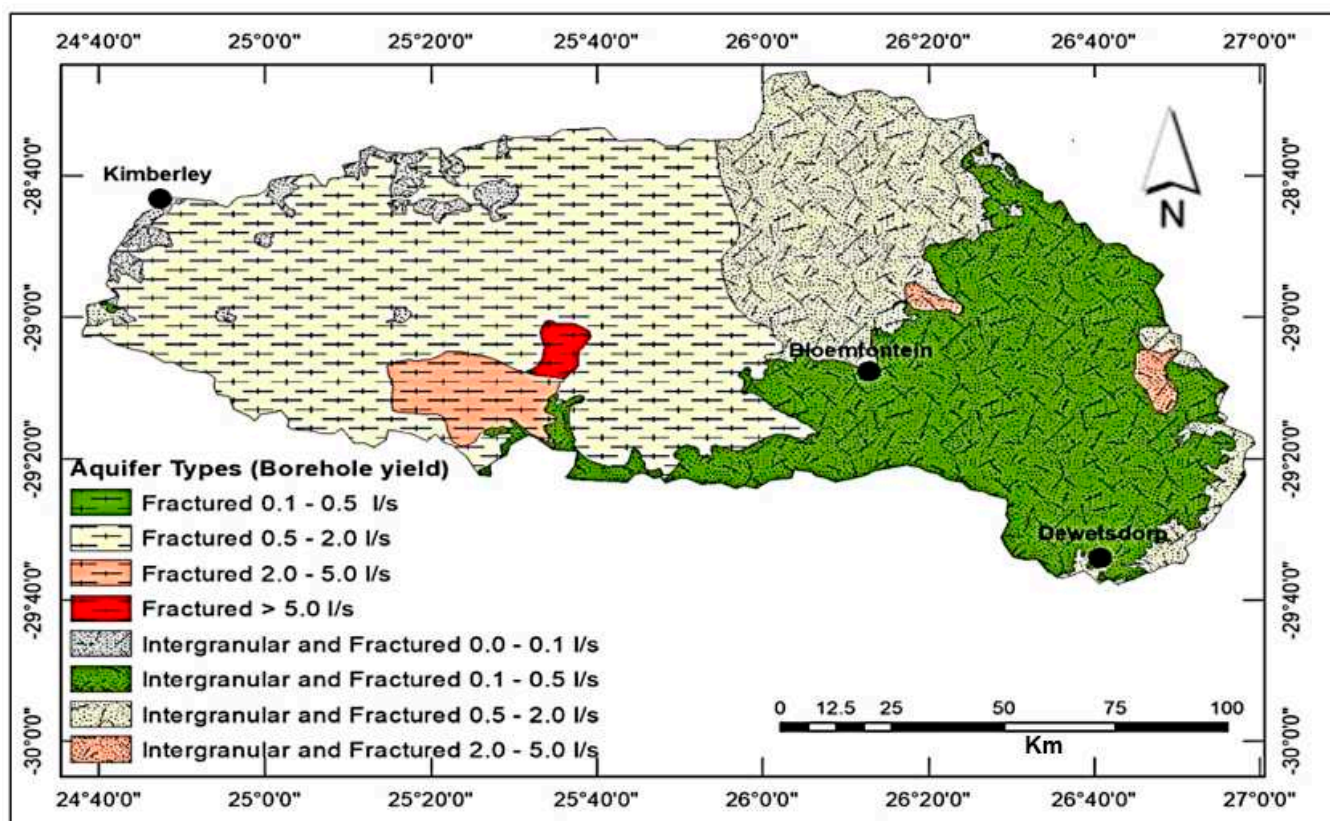 24°40'0" 25°0'0" 25°20'0" 25°40'0" 26°0'0" 26°20'0" 26°40'0" 27°0'0"
-28°40'0" -28°40'0"
Kimberley
N
-29°0'0" -29°0'0"
Bloemfontein
-29°20'0" -29°20'0"
Aquifer Types (Borehole yield)
Fractured 0.1 - 0.5 l/s
Fractured 0.5 - 2.0 l/s
Dewetsdorp
Fractured 2.0 - 5.0 l/s
-29°40'0" -29°40'0"
Fractured > 5.0 l/s
Intergranular and Fractured 0.0 - 0.1 l/s
Intergranular and Fractured 0.1 - 0.5 l/s
Intergranular and Fractured 0.5 - 2.0 l/s
0 12.5 25 50 75 100
Km
-30°0'0" -30°0'0"
Intergranular and Fractured 2.0 - 5.0 l/s
24°40'0" 25°0'0" 25°20'0" 25°40'0" 26°0'0" 26°20'0" 26°40'0" 27°0'0"